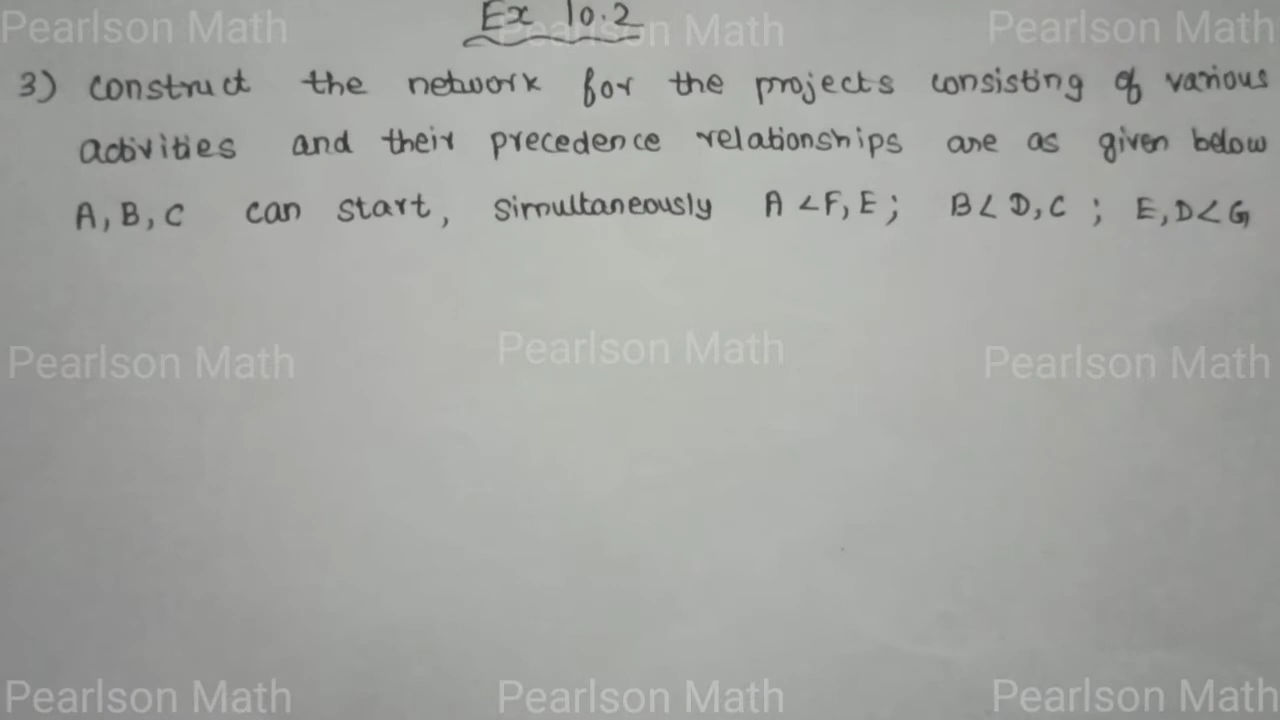 Pearlson Math Pearlson Math Pearlson Math
Ex 10.2
3) construct the network for the projects consisting of various
activities and their precedence relationships are as given below
A, B, C can start, simultaneously A <F, E; B< D, C ; E, D< G
Pearlson Math Pearlson Math Pearlson Math
Pearlson Math Pearlson Math Pearlson Math